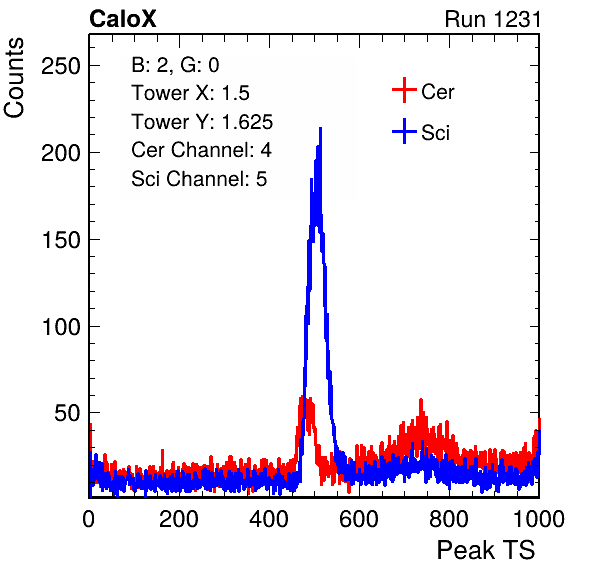 CaloX Run 1231
Counts
250
200
150
100
50
B: 2, G: 0
Tower X: 1.5
Tower Y: 1.625
Cer Channel: 4
Sci Channel: 5
Cer
Sci
0 200 400 600 800 1000
Peak TS